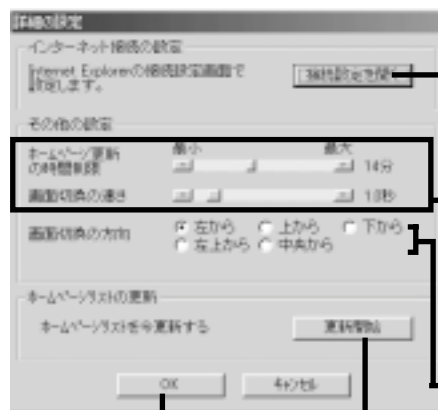 詳細の設定
インターネット接続の設定
Internet Explorerの接続設定画面で
設定します。
接続設定を開く
その他の設定
ホームページ更新
の時間制限
最小
最大
14分
画面切換の速さ
10秒
画面切換の方向
左から
上から
下から
左上から
中央から
ホームページリストの更新
ホームページリストを今更新する
更新開始
OK
キャンセル